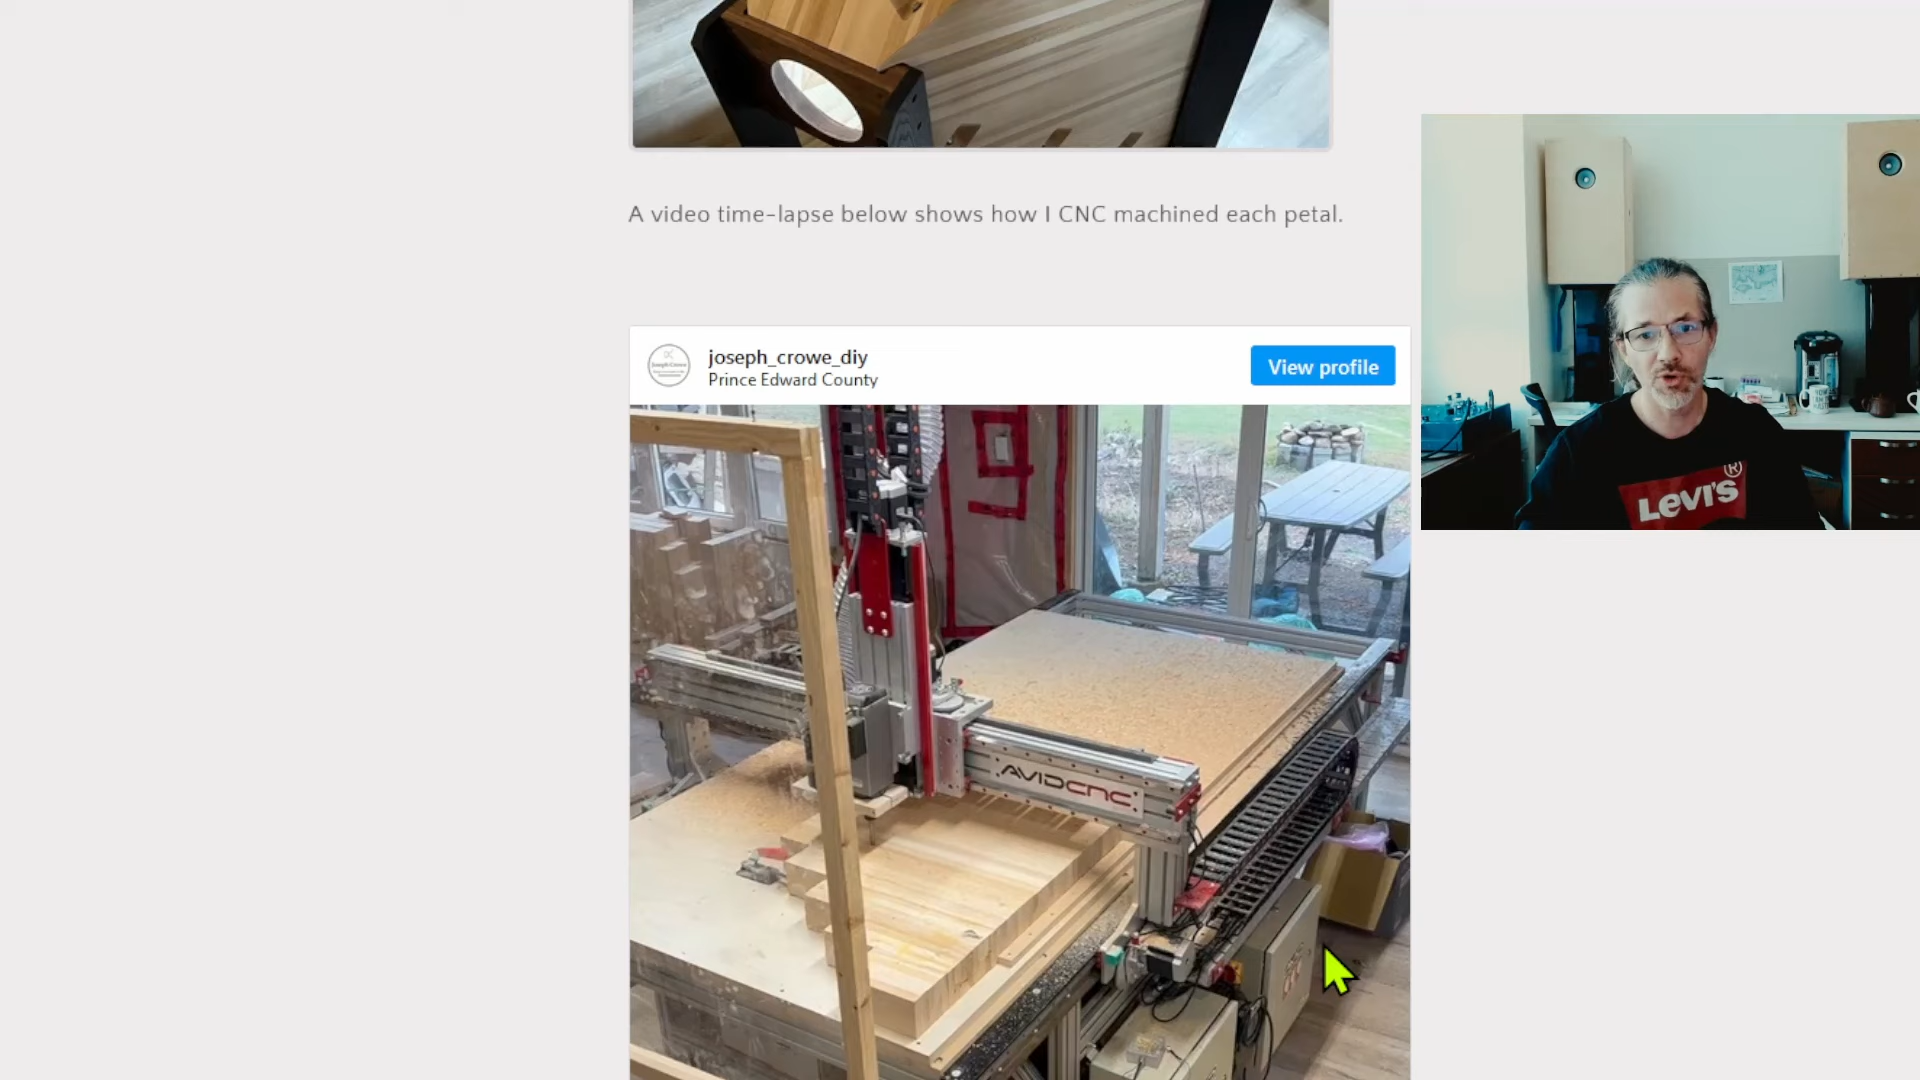 A video time-lapse below shows how I CNC machined each petal.
joseph_crowe_diy
Prince Edward County
View profile
AVIDCNC
LEVI'S
®